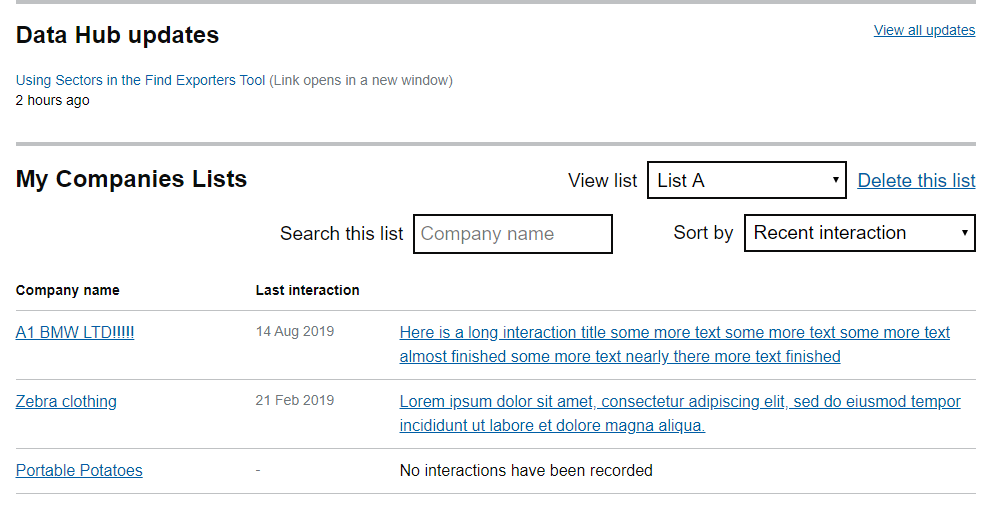 Data Hub updates
View all updates
Using Sectors in the Find Exporters Tool (Link opens in a new window)
2 hours ago
My Companies Lists
View list
List A
Delete this list
Search this list
Company name
Sort by
Recent interaction
Company name
Last interaction
A1 BMW LTD!!!!!
14 Aug 2019
Here is a long interaction title some more text some more text some more text
almost finished some more text nearly there more text finished
Zebra clothing
21 Feb 2019
Lorem ipsum dolor sit amet, consectetur adipiscing elit, sed do eiusmod tempor
incididunt ut labore et dolore magna aliqua.
Portable Potatoes
-
No interactions have been recorded